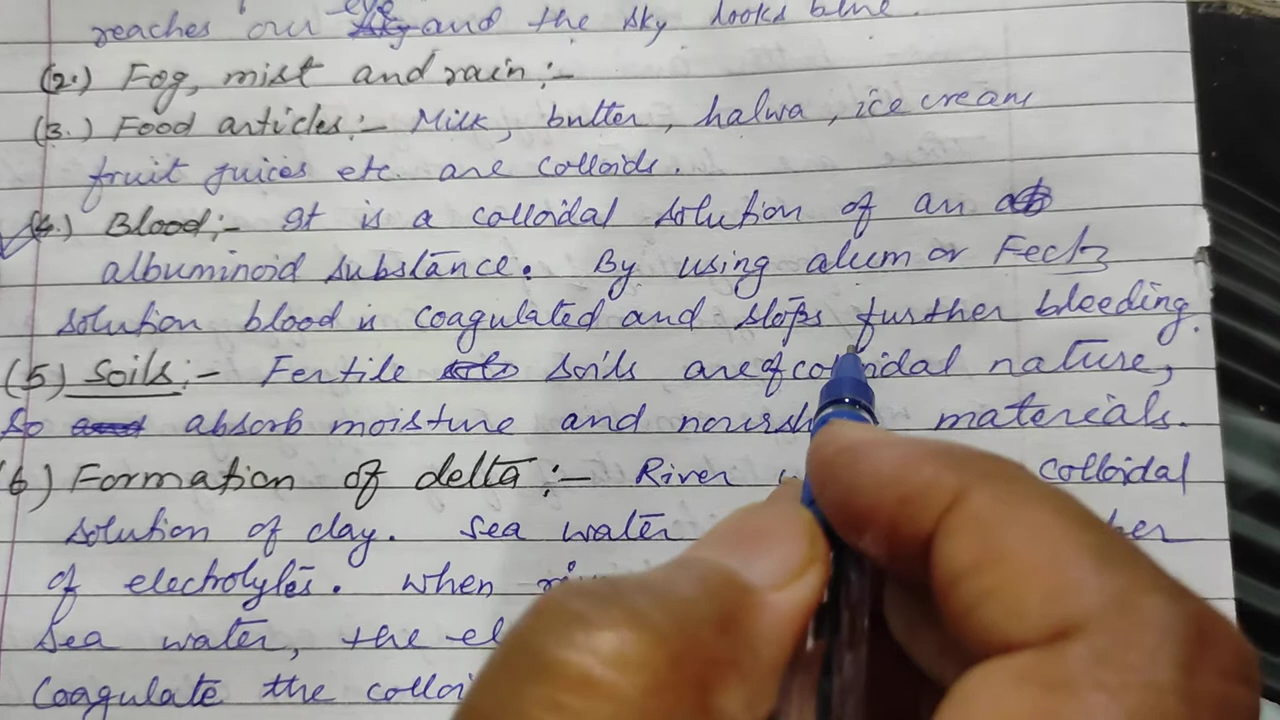 reaches our eye and the sky looks blue.
(2.) Fog, mist and rain :-
(3.) Food articles :- Milk, butter, halwa, ice cream
fruit juices etc. are colloids.
(4.) Blood :- It is a colloidal solution of an
albuminoid substance. By using alum or Fecl3
solution blood is coagulated and stops further bleeding.
(5) Soils :- Fertile soils are of nature,
So absorb moisture and materials.
(6) Formation of delta :- River colloidal
solution of clay. Sea water
of electrolytes. When
Sea water, the
Coagulate the